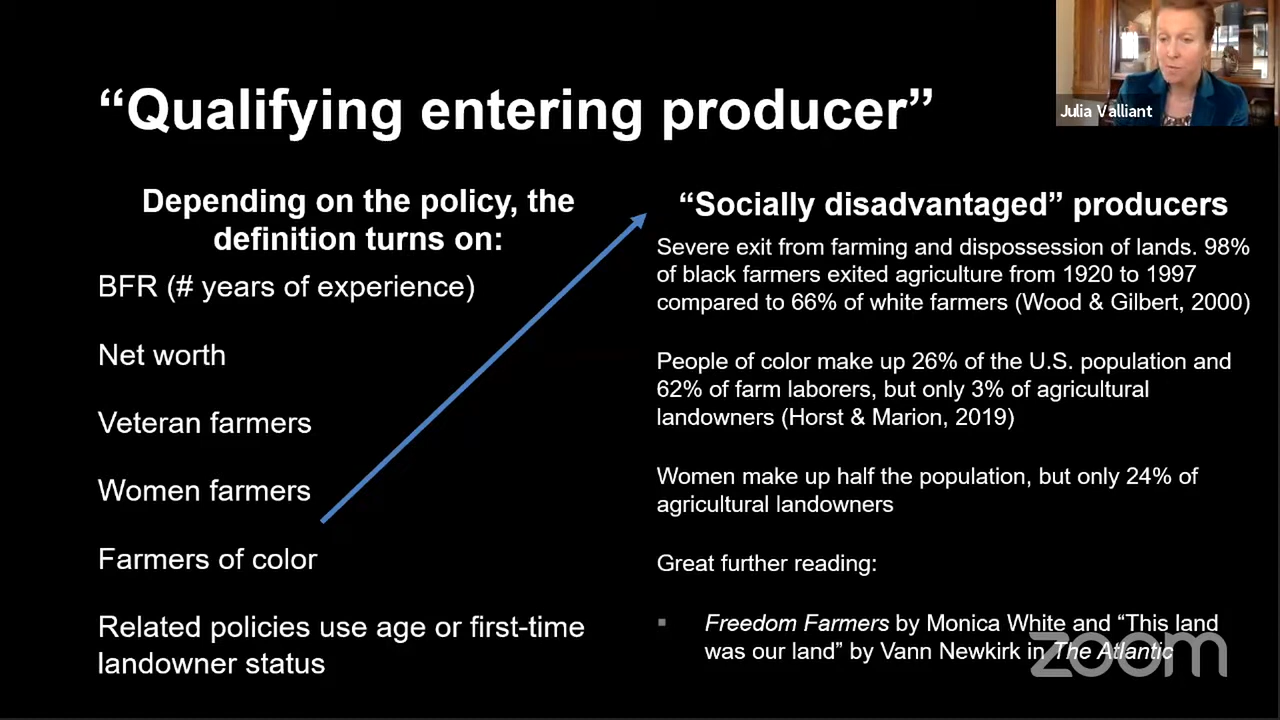 “Qualifying entering producer”
Julia Valliant
Depending on the policy, the
definition turns on:
BFR (# years of experience)
Net worth
Veteran farmers
Women farmers
Farmers of color
Related policies use age or first-time
landowner status
“Socially disadvantaged” producers
Severe exit from farming and dispossession of lands. 98%
of black farmers exited agriculture from 1920 to 1997
compared to 66% of white farmers (Wood & Gilbert, 2000)
People of color make up 26% of the U.S. population and
62% of farm laborers, but only 3% of agricultural
landowners (Horst & Marion, 2019)
Women make up half the population, but only 24% of
agricultural landowners
Great further reading:
▪ Freedom Farmers by Monica White and “This land
was our land” by Vann Newkirk in The Atlantic
zoom